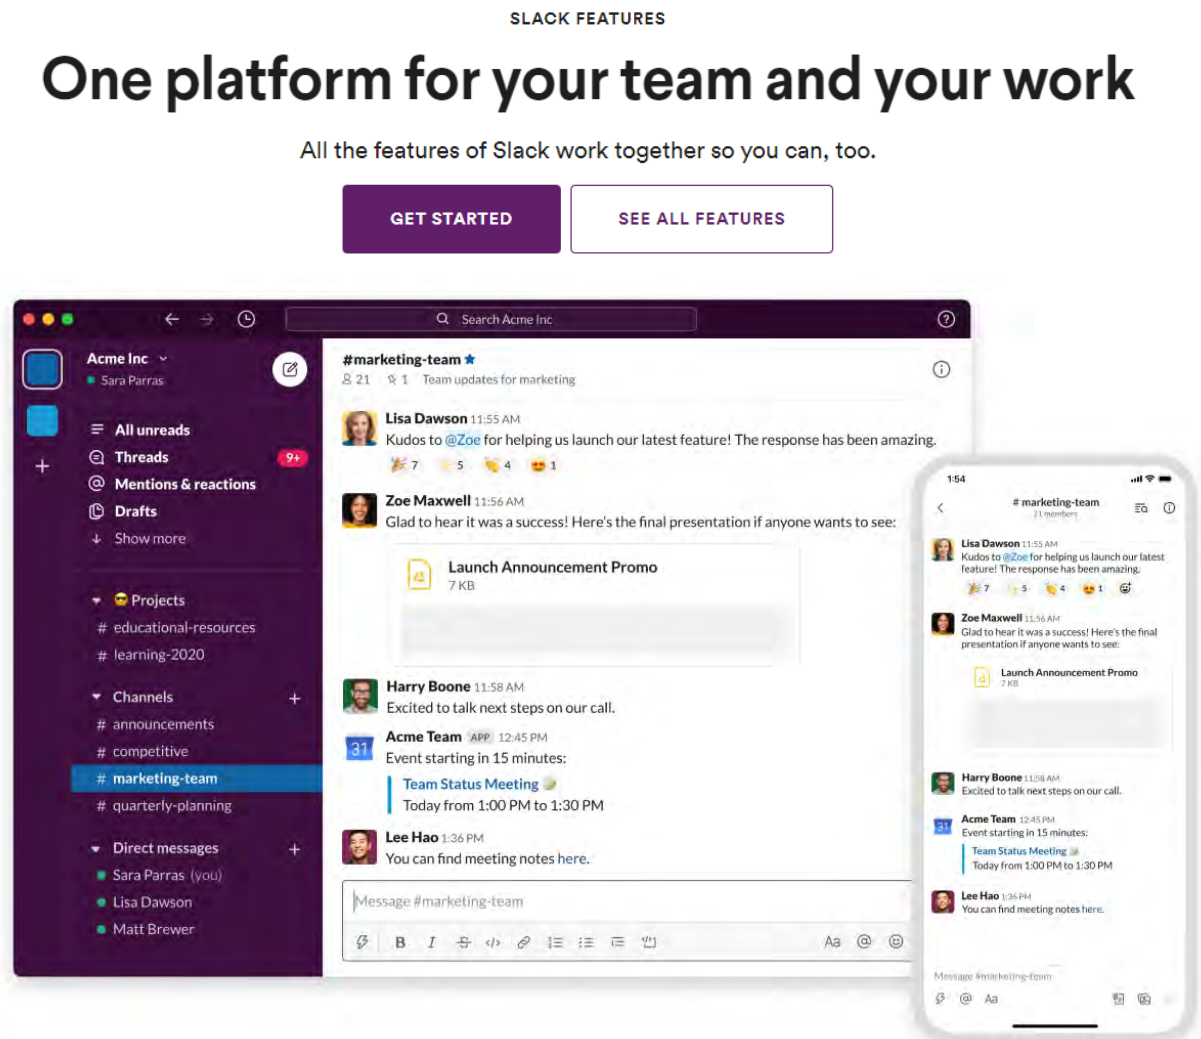 SLACK FEATURES
One platform for your team and your work
All the features of Slack work together so you can, too.
GET STARTED
SEE ALL FEATURES
Search Acme Inc
Acme Inc
Sara Parras
All unreads
Threads
9+
Mentions & reactions
Drafts
Show more
Projects
# educational-resources
# learning-2020
Channels
# announcements
# competitive
# marketing-team
# quarterly-planning
Direct messages
Sara Parras (you)
Lisa Dawson
Matt Brewer
#marketing-team
21 1 Team updates for marketing
Lisa Dawson 11:55 AM
Kudos to @Zoe for helping us launch our latest feature! The response has been amazing.
7 5 4 1
Zoe Maxwell 11:56 AM
Glad to hear it was a success! Here's the final presentation if anyone wants to see:
Launch Announcement Promo
7 KB
Harry Boone 11:58 AM
Excited to talk next steps on our call.
31
Acme Team APP 12:45 PM
Event starting in 15 minutes:
Team Status Meeting
Today from 1:00 PM to 1:30 PM
Lee Hao 1:36 PM
You can find meeting notes here.
Message #marketing-team
B I S </> Aa @
1:54
# marketing-team
21 members
Lisa Dawson 11:55 AM
Kudos to @Zoe for helping us launch our latest
feature! The response has been amazing.
7 5 4 1
Zoe Maxwell 11:56 AM
Glad to hear it was a success! Here's the final
presentation if anyone wants to see:
Launch Announcement Promo
7 KB
Harry Boone 11:58 AM
Excited to talk next steps on our call.
31
Acme Team 12:45 PM
Event starting in 15 minutes:
Team Status Meeting
Today from 1:00 PM to 1:30 PM
Lee Hao 1:36 PM
You can find meeting notes here.
Message #marketing-team
@ Aa